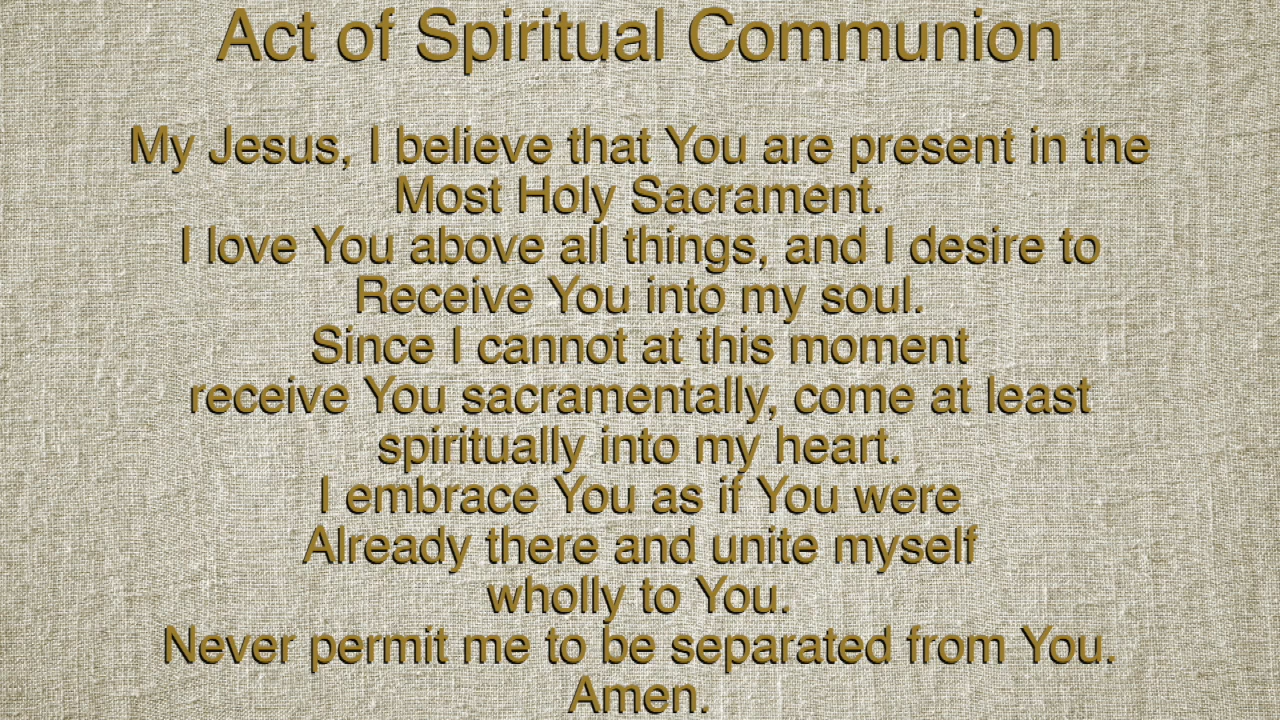 Act of Spiritual Communion
My Jesus, I believe that You are present in the
Most Holy Sacrament.
I love You above all things, and I desire to
Receive You into my soul.
Since I cannot at this moment
receive You sacramentally, come at least
spiritually into my heart.
I embrace You as if You were
Already there and unite myself
wholly to You.
Never permit me to be separated from You.
Amen.